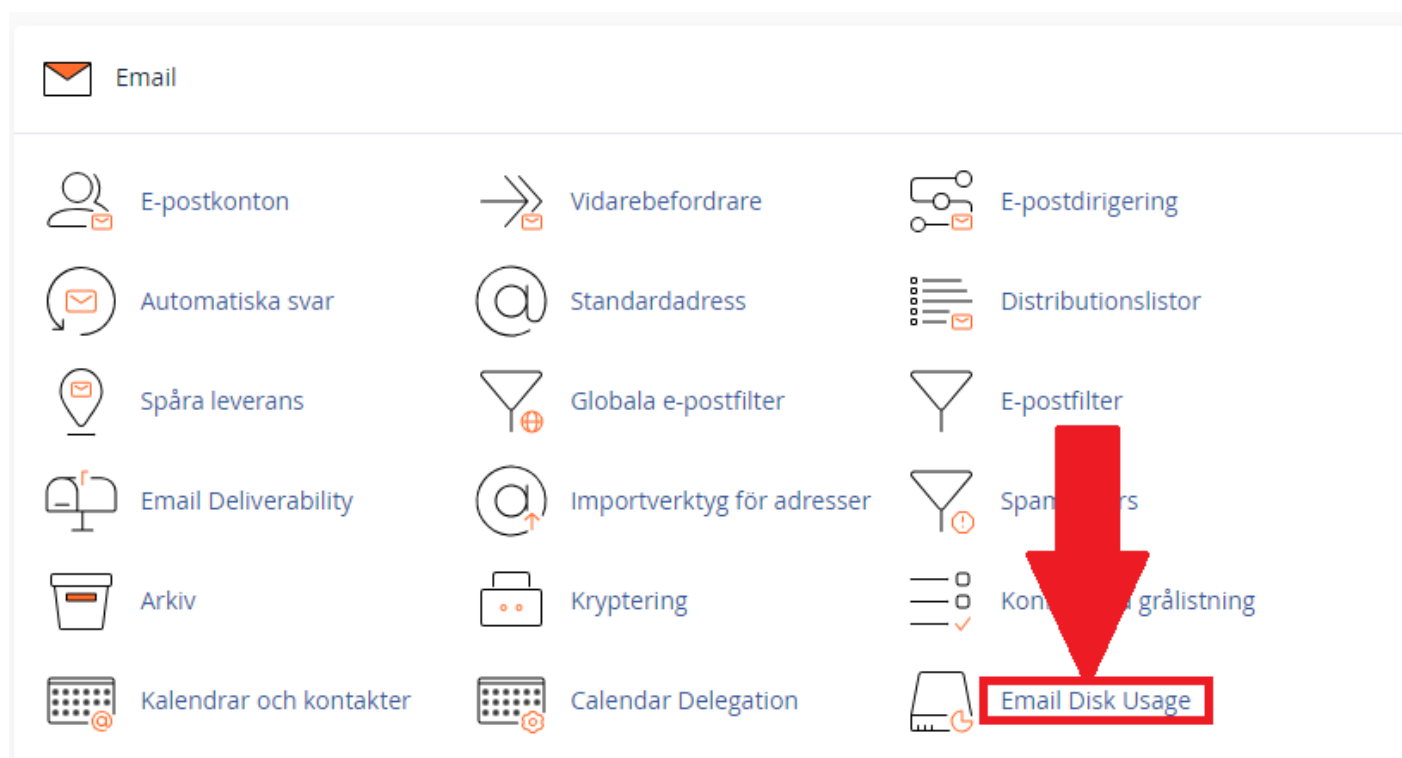 Email
E-postkonton
Vidarebefordrare
E-postdirigering
Automatiska svar
Standardadress
Distributionslistor
Spåra leverans
Globala e-postfilter
E-postfilter
Email Deliverability
Importverktyg för adresser
Arkiv
Kryptering
grålistning
Kalendrar och kontakter
Calendar Delegation
Email Disk Usage